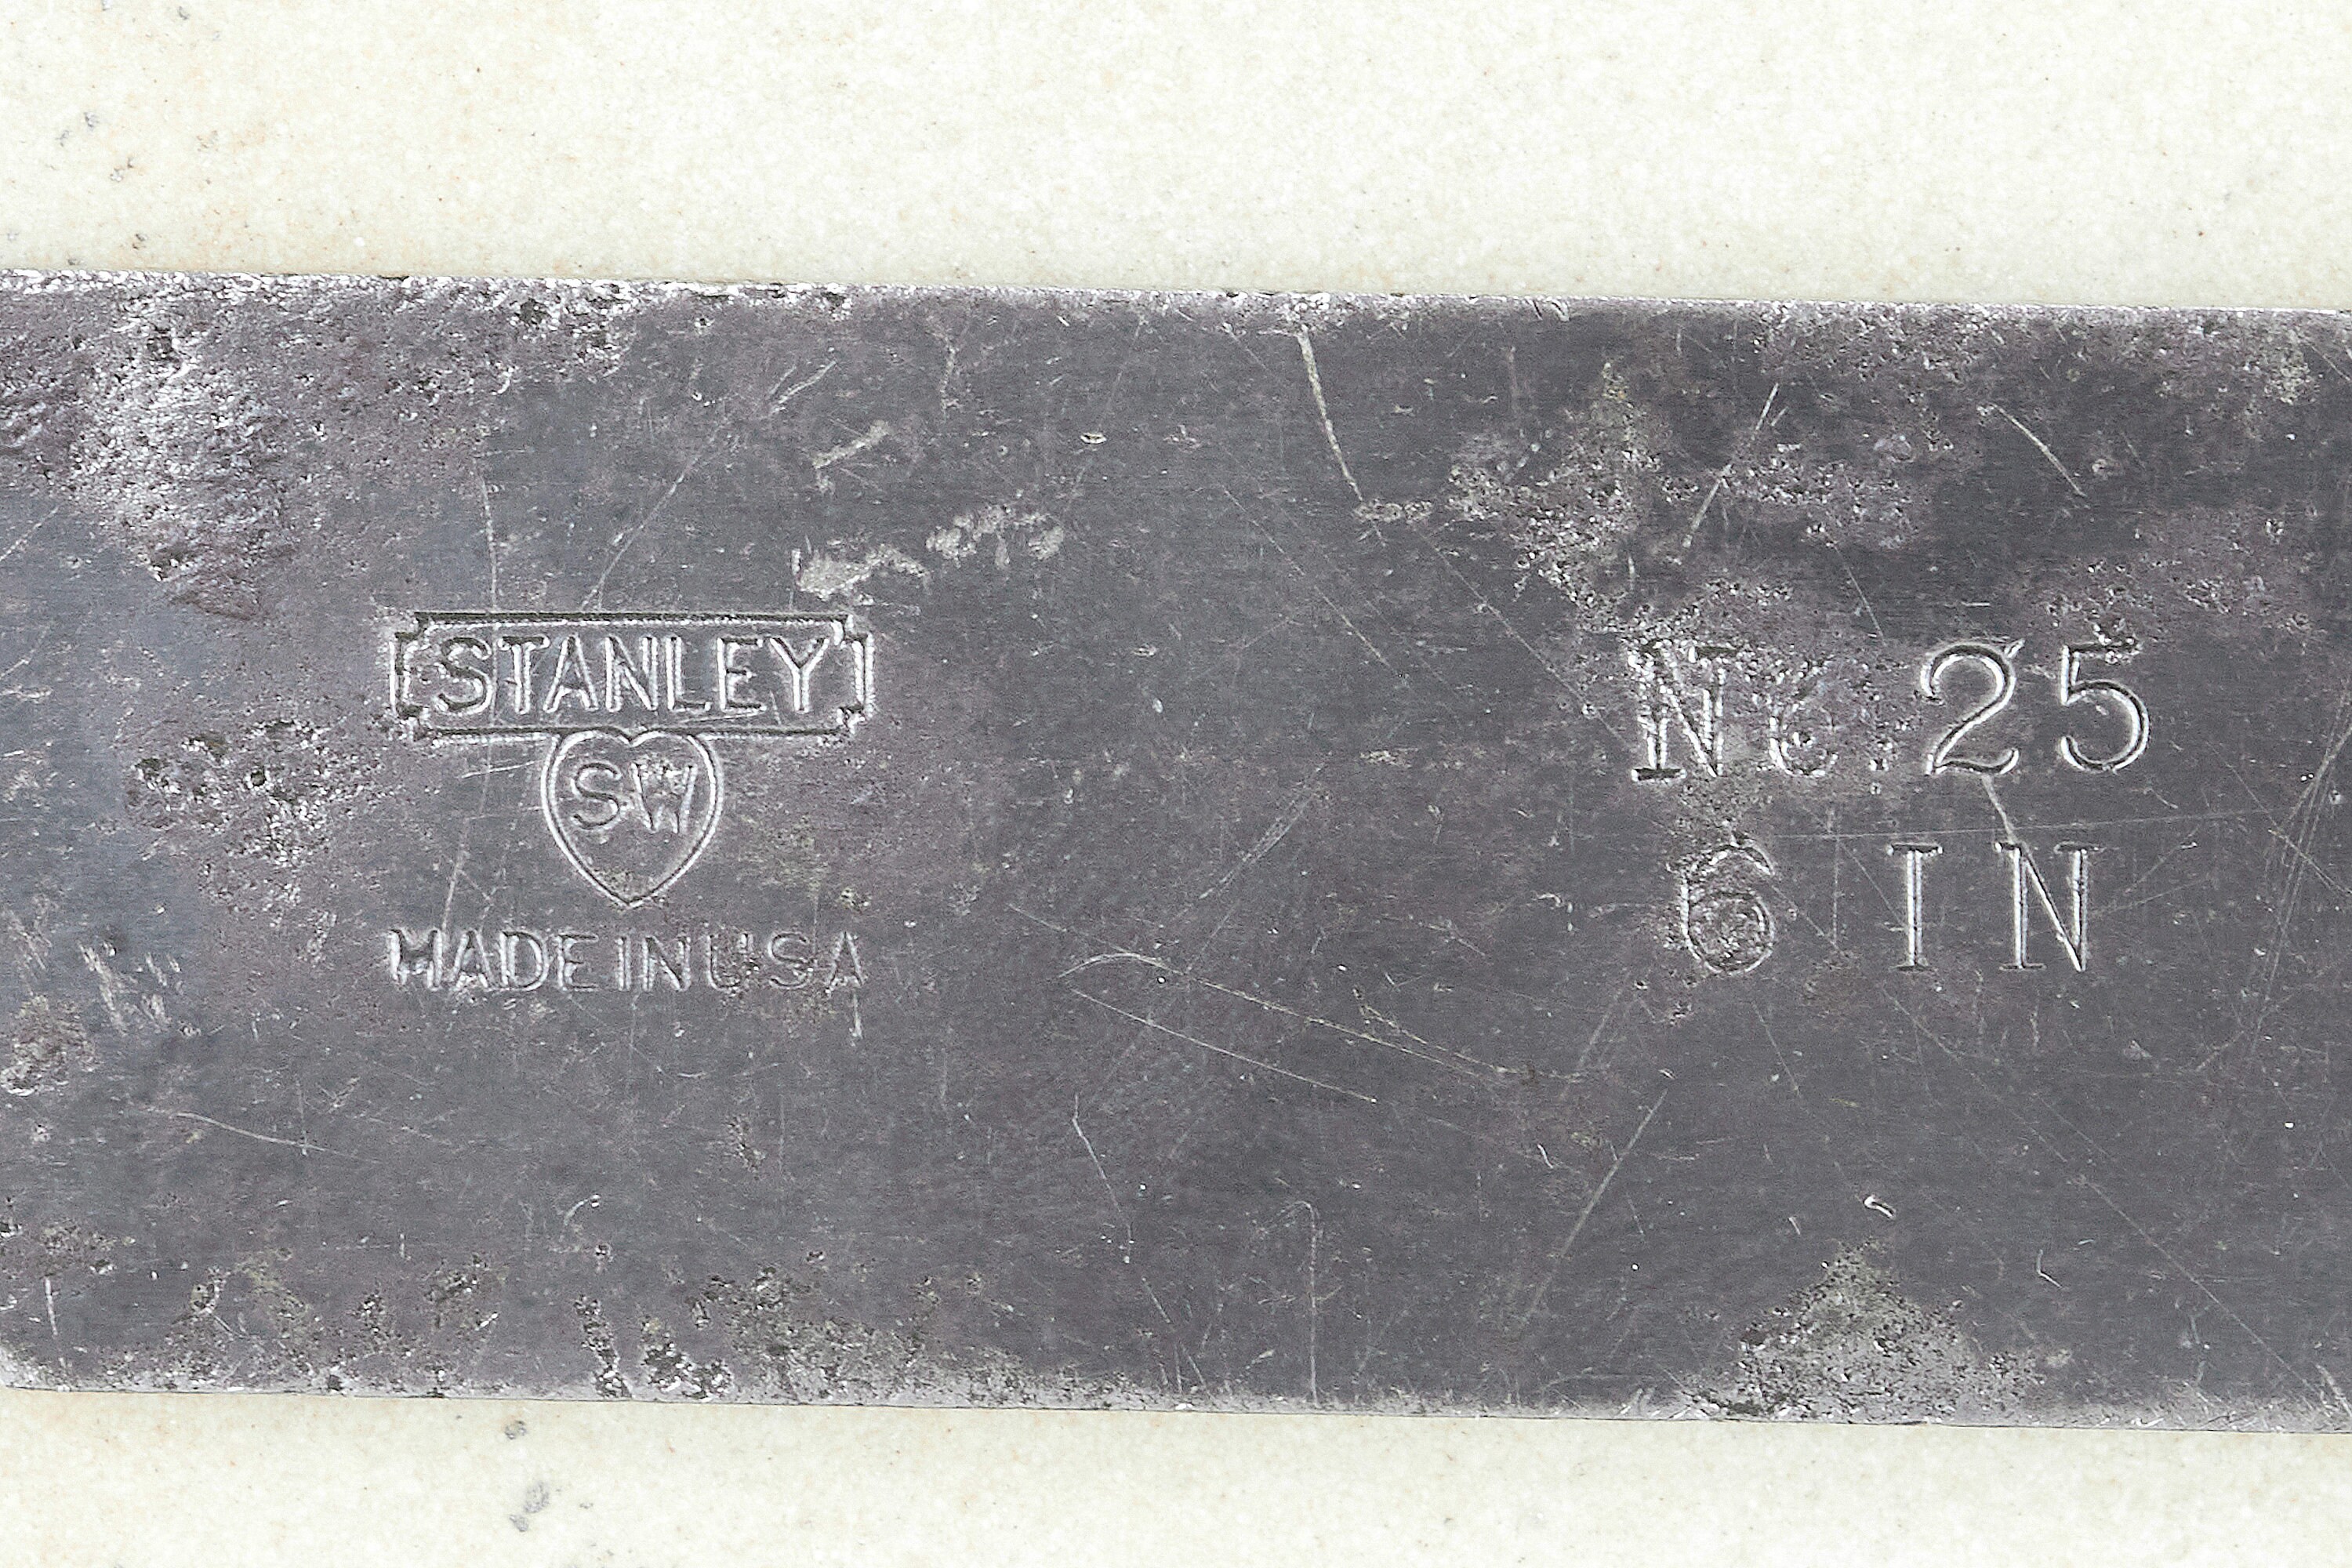 STANLEY
SW
MADE IN USA
No. 25
6 IN